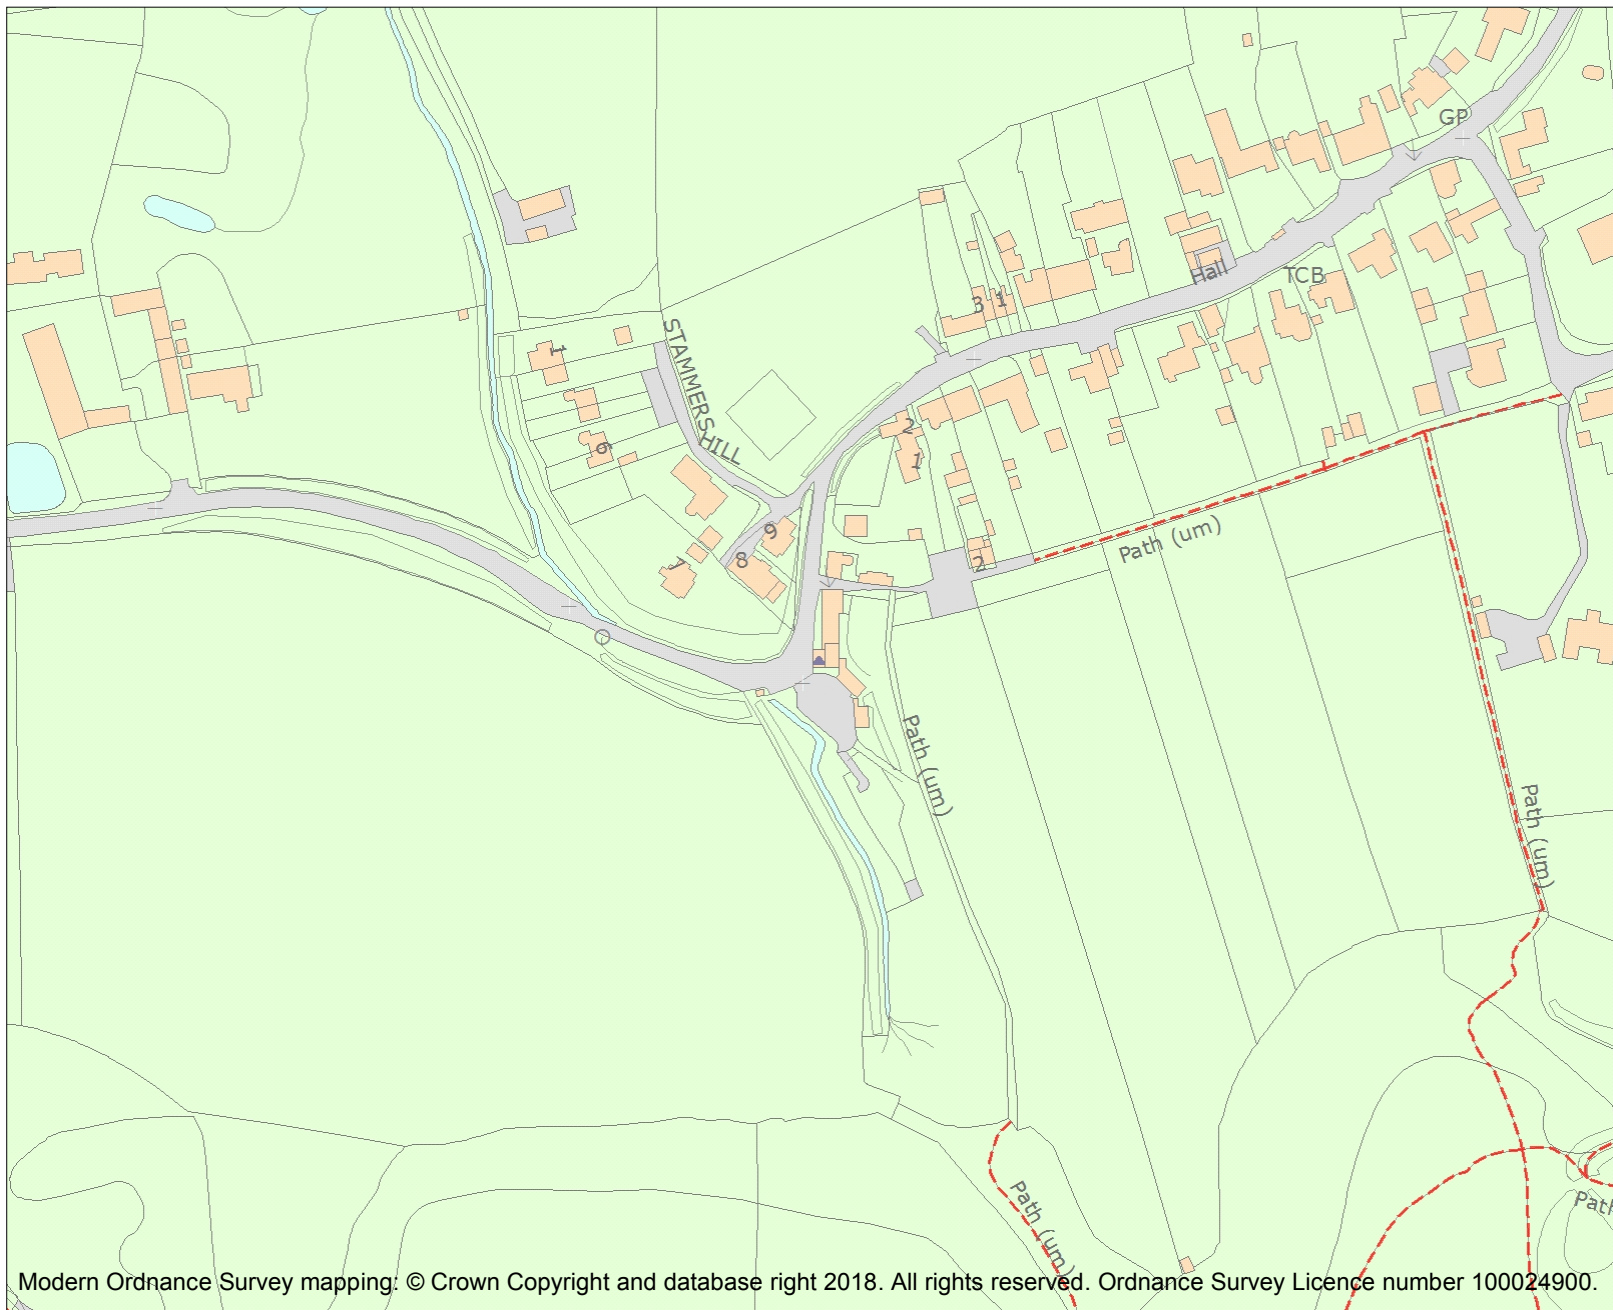 GP
Hall
TCB
3
1
STAMMERS
HILL
1
6
2
1
9
8
7
2
Path (um)
Path (um)
Path (um)
Path (um)
Path
Modern Ordnance Survey mapping: © Crown Copyright and database right 2018. All rights reserved. Ordnance Survey Licence number 100024900.